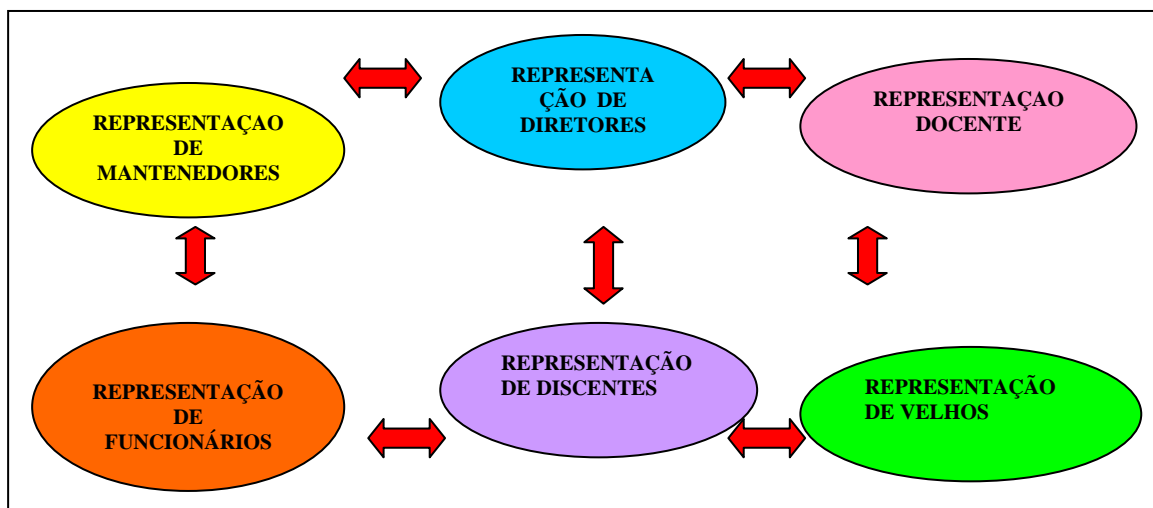 REPRESENTAÇAO
DE
MANTENEDORES
REPRESENTA
ÇÃO DE
DIRETORES
REPRESENTAÇAO
DOCENTE
REPRESENTAÇÃO
DE
FUNCIONÁRIOS
REPRESENTAÇÃO
DE DISCENTES
REPRESENTAÇÃO
DE VELHOS